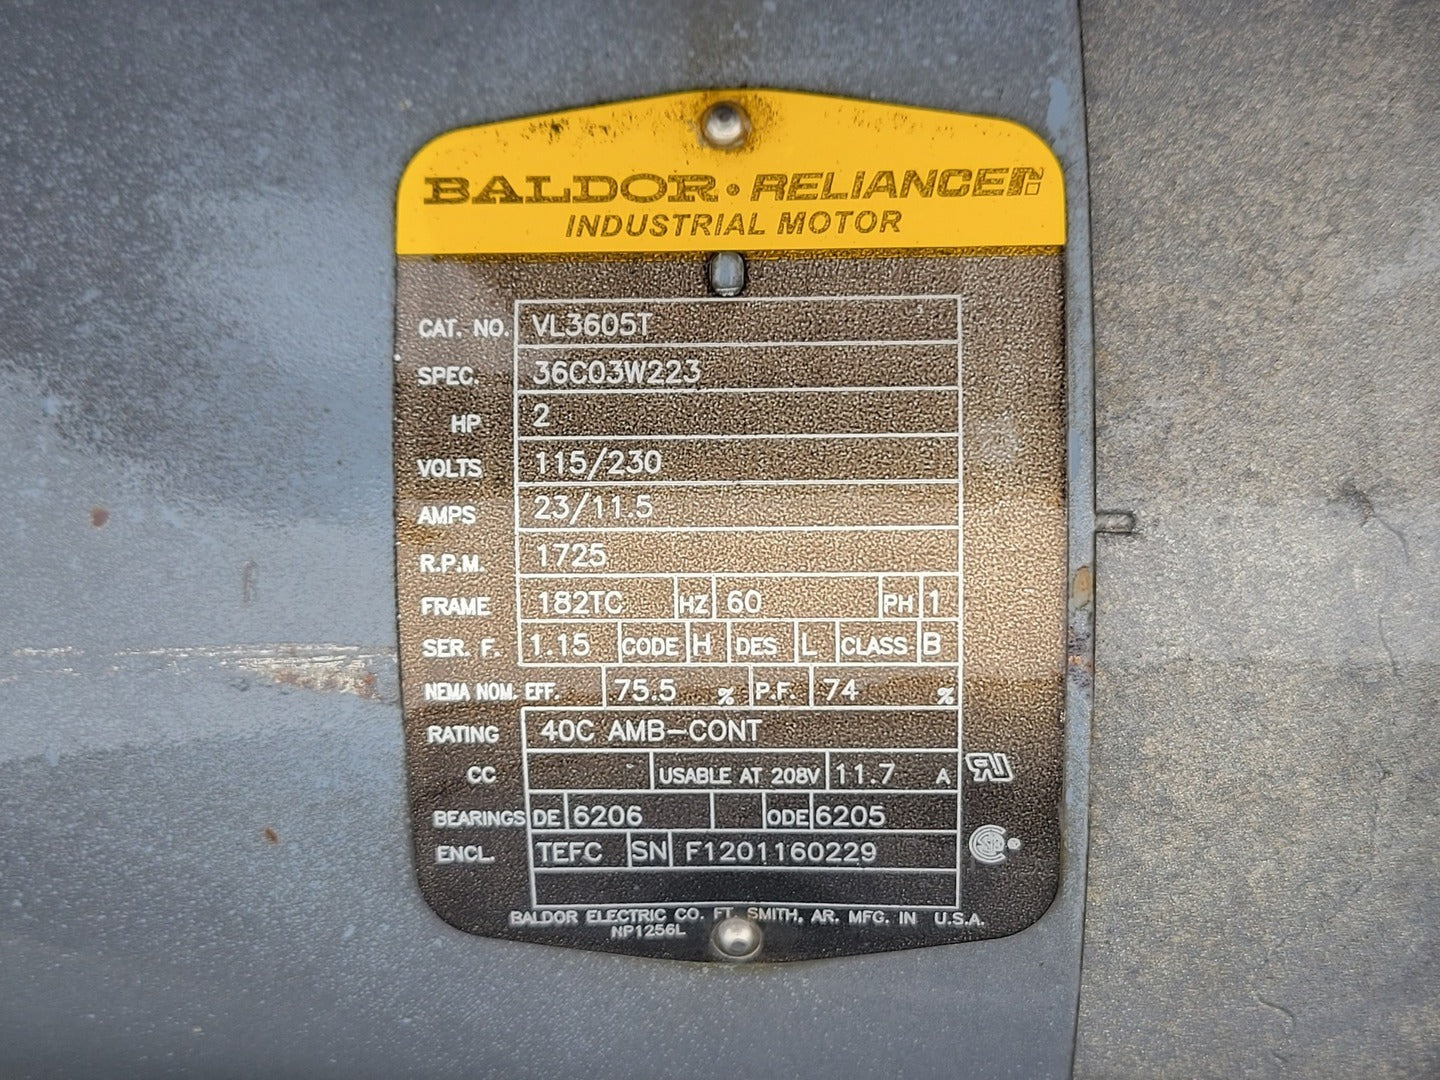 BALDOR • RELIANCER
INDUSTRIAL MOTOR
CAT. NO. VL3605T
SPEC. 36C03W223
HP 2
VOLTS 115/230
AMPS 23/11.5
R.P.M. 1725
FRAME 182TC HZ 60 PH 1
SER. F. 1.15 CODE H DES L CLASS B
NEMA NOM. EFF. 75.5 % P.F. 74 %
RATING 40C AMB-CONT
CC USABLE AT 208V 11.7 A
BEARINGS DE 6206 ODE 6205
ENCL. TEFC SN F1201160229
BALDOR ELECTRIC CO. FT. SMITH, AR. MFG. IN U.S.A.
NP1256L